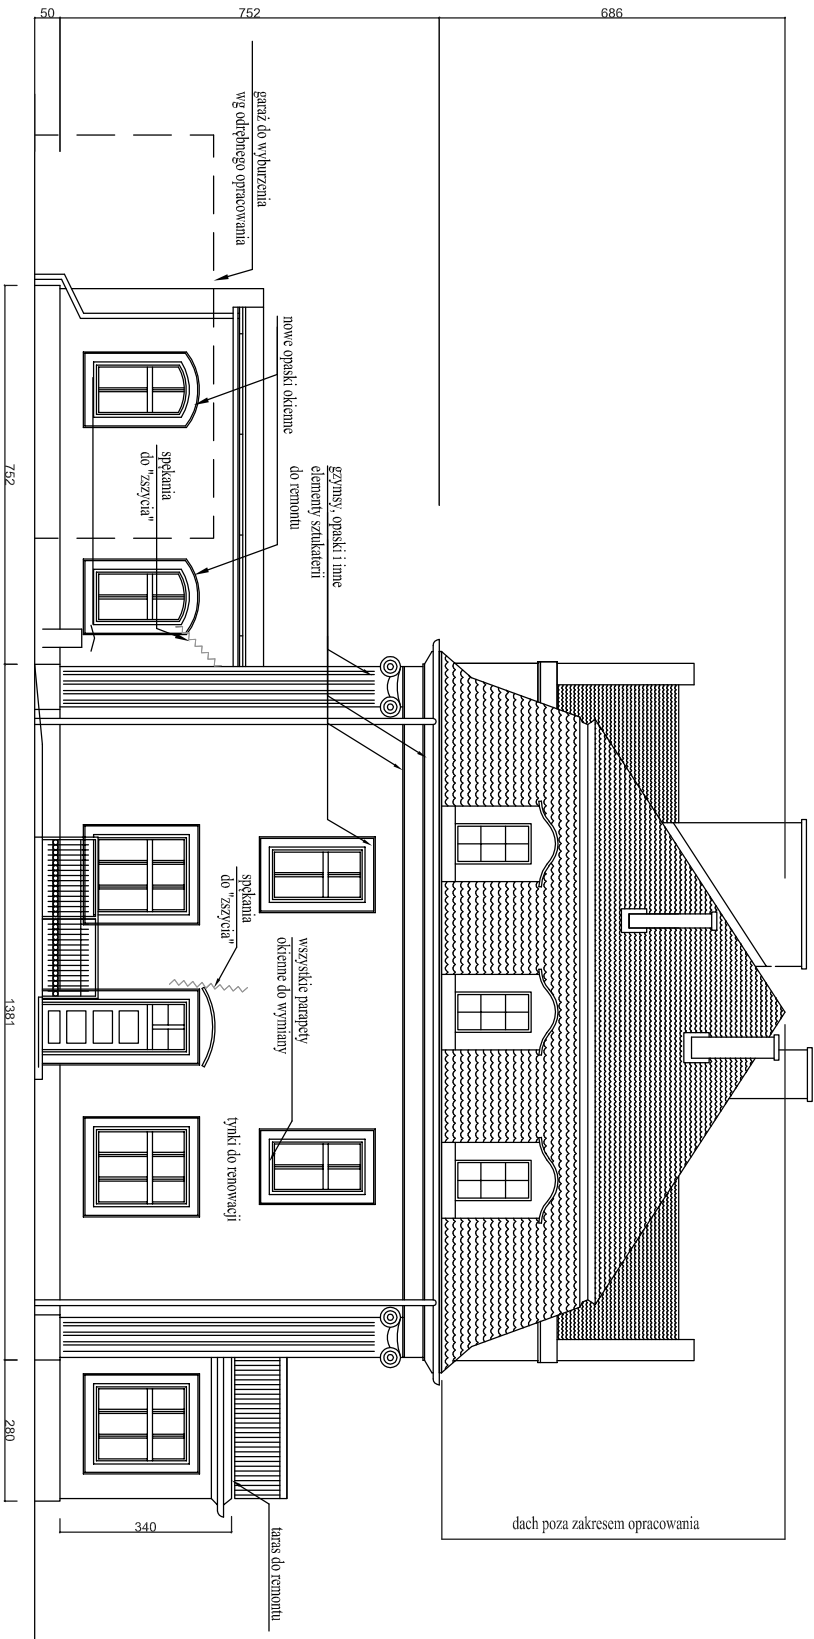 50
752
686
garaż do wyburzenia
wg odrębnego opracowania
nowe opaski okienne
spękania
do "zszycia"
gzymsy, opaski i inne
elementy sztukaterii
do remontu
spękania
do "zszycia"
wszystkie parapety
okienne do wymiany
tynki do renowacji
dach poza zakresem opracowania
taras do remontu
340
752
1381
280